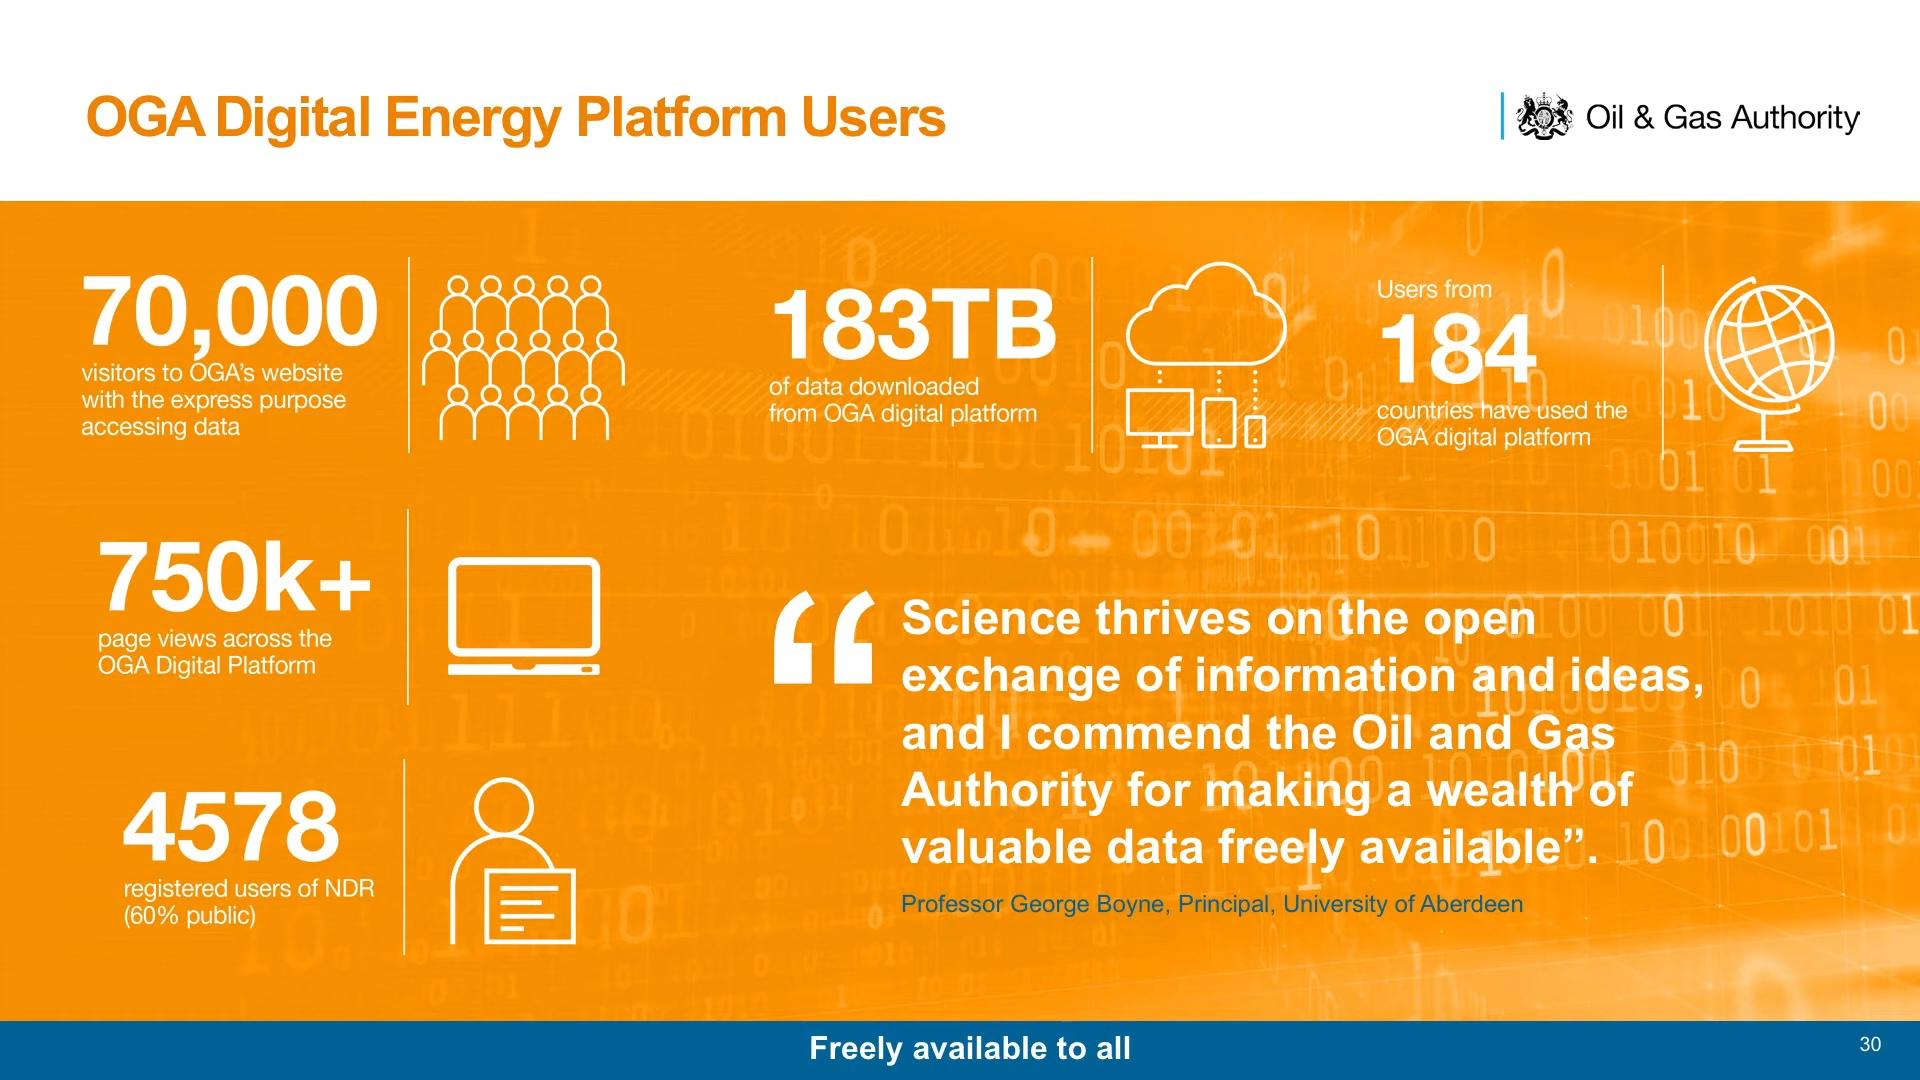 OGA Digital Energy Platform Users
Oil & Gas Authority
70,000
visitors to OGA’s website
with the express purpose
accessing data
183TB
of data downloaded
from OGA digital platform
Users from
184
countries have used the
OGA digital platform
750k+
page views across the
OGA Digital Platform
4578
registered users of NDR
(60% public)
“
Science thrives on the open
exchange of information and ideas,
and I commend the Oil and Gas
Authority for making a wealth of
valuable data freely available”.
Professor George Boyne, Principal, University of Aberdeen
Freely available to all
30